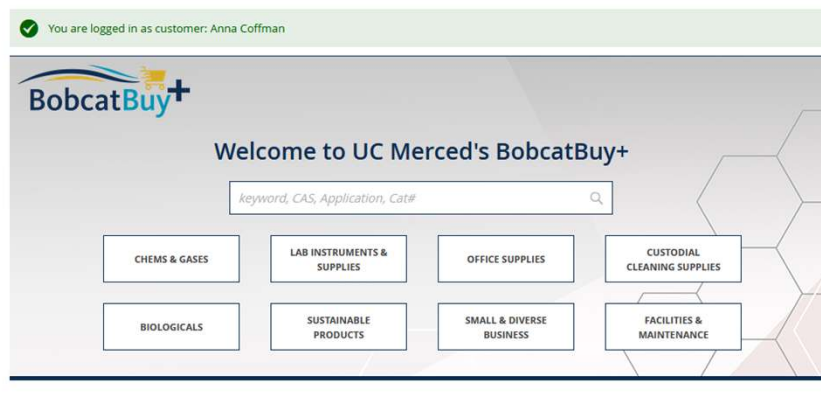 You are logged in as customer: Anna Coffman
BobcatBuy+
Welcome to UC Merced's BobcatBuy+
keyword, CAS, Application, Cat#
CHEMS & GASES
LAB INSTRUMENTS &
SUPPLIES
OFFICE SUPPLIES
CUSTODIAL
CLEANING SUPPLIES
BIOLOGICALS
SUSTAINABLE
PRODUCTS
SMALL & DIVERSE
BUSINESS
FACILITIES &
MAINTENANCE